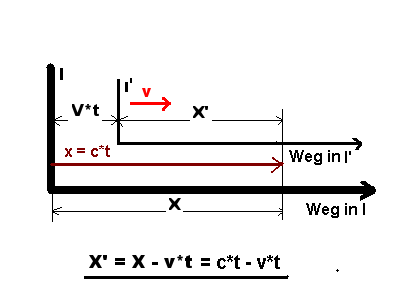 I
I'
v
V*t
X'
x = c*t
Weg in I'
X
Weg in I
X' = X - v*t = c*t - v*t